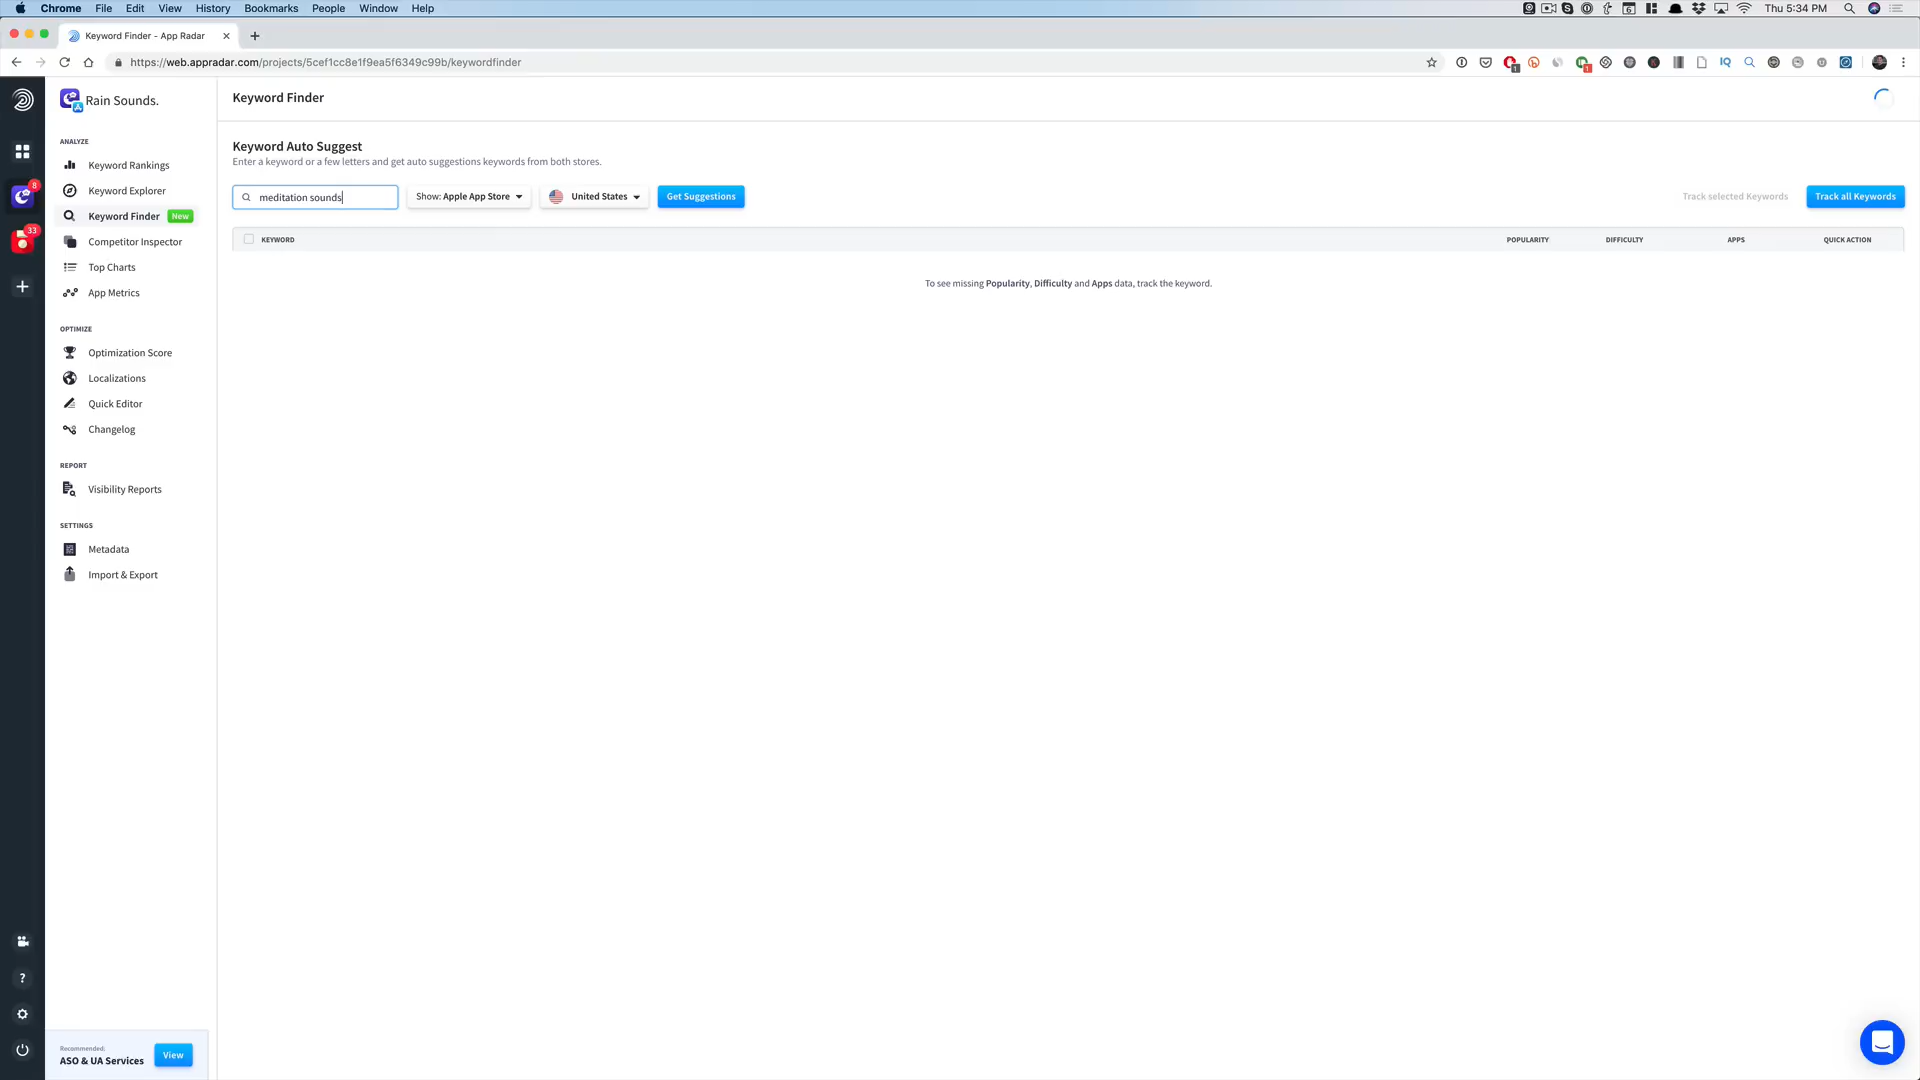 Chrome File Edit View History Bookmarks People Window Help
Thu 5:34 PM
Keyword Finder - App Radar
https://web.appradar.com/projects/5cef1cc8e1f9ea5f6349c99b/keywordfinder
IQ
Rain Sounds.
Keyword Finder
ANALYZE
8
Keyword Rankings
Keyword Explorer
Keyword Finder New
33
Competitor Inspector
Top Charts
App Metrics
OPTIMIZE
Optimization Score
Localizations
Quick Editor
Changelog
REPORT
Visibility Reports
SETTINGS
Metadata
Import & Export
Recommended:
ASO & UA Services
View
Keyword Auto Suggest
Enter a keyword or a few letters and get auto suggestions keywords from both stores.
meditation sounds
Show: Apple App Store
United States
Get Suggestions
Track selected Keywords
Track all Keywords
KEYWORD POPULARITY DIFFICULTY APPS QUICK ACTION
To see missing Popularity, Difficulty and Apps data, track the keyword.